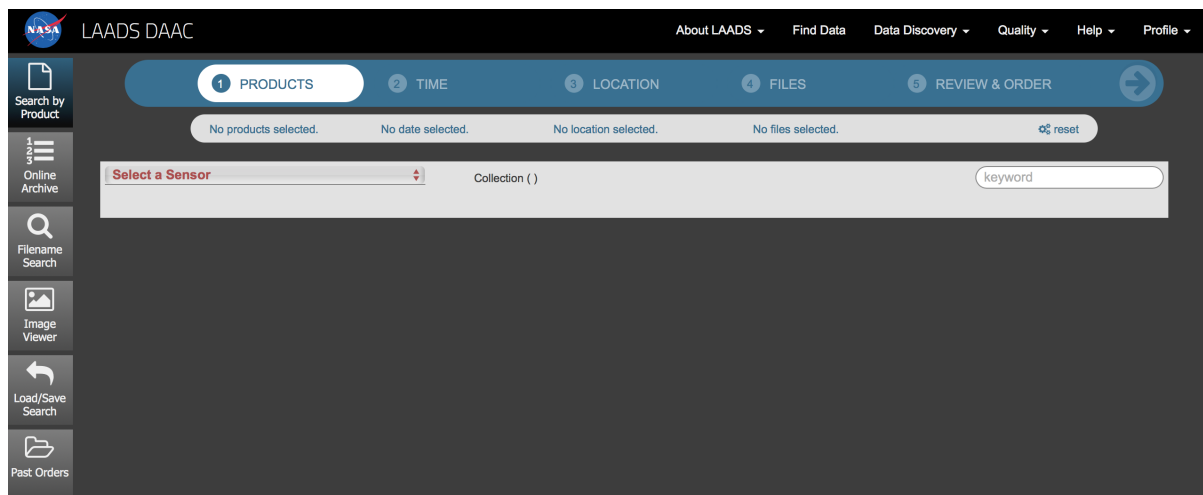 NASA LAADS DAAC
About LAADS Find Data Data Discovery Quality Help Profile
Search by
Product
1
2
3
Online
Archive
Filename
Search
Image
Viewer
Load/Save
Search
Past Orders
1 PRODUCTS 2 TIME 3 LOCATION 4 FILES 5 REVIEW & ORDER
No products selected. No date selected. No location selected. No files selected. reset
Select a Sensor Collection ( ) keyword